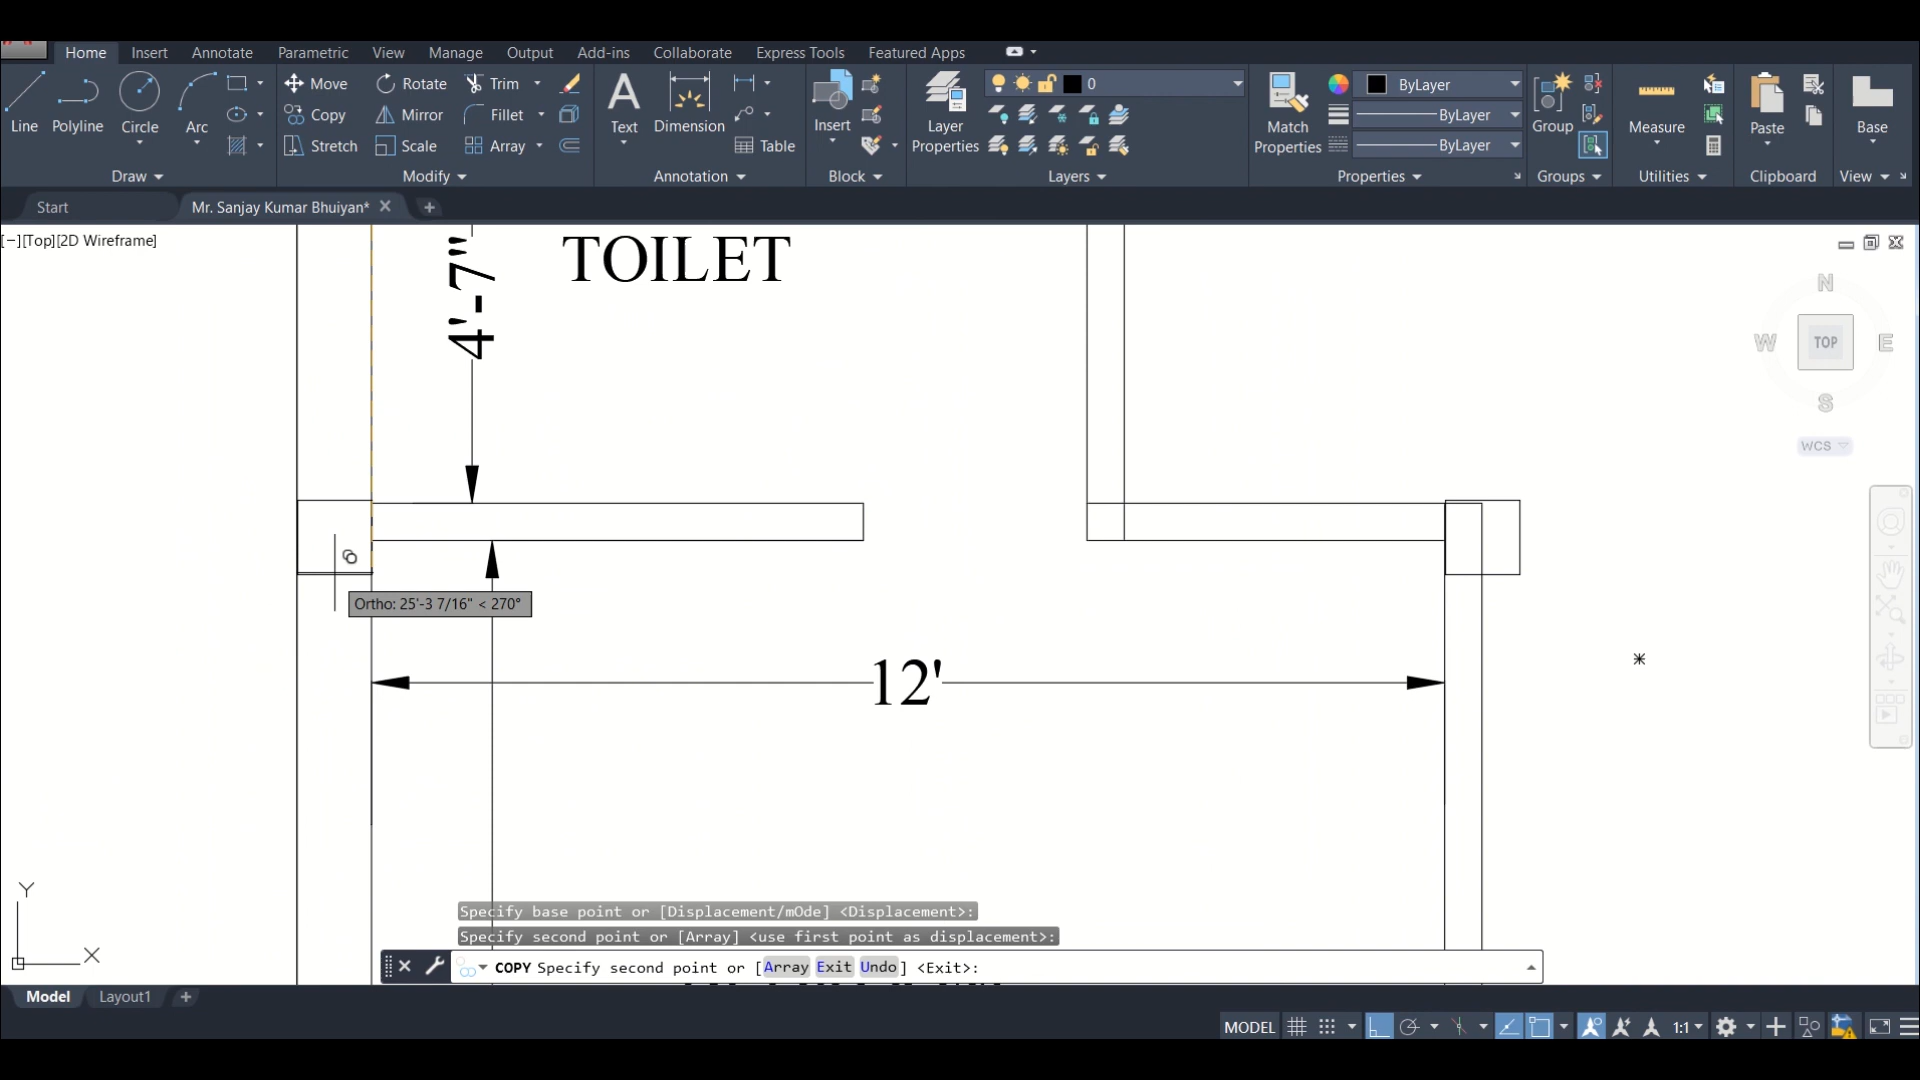 Home Insert Annotate Parametric View Manage Output Add-ins Collaborate Express Tools Featured Apps
Line Polyline Circle Arc
Move Rotate Trim
Copy Mirror Fillet
Stretch Scale Array
Text Dimension Table
Insert
Layer Properties
0
Match Properties
ByLayer
ByLayer
ByLayer
Group
Measure
Paste
Base
Draw Modify Annotation Block Layers Properties Groups Utilities Clipboard View
Start Mr. Sanjay Kumar Bhuiyan*
[−][Top][2D Wireframe]
TOILET
4'-7"
N
W TOP E
S
WCS
Ortho: 25'-3 7/16" < 270°
12'
Y
X
Specify base point or [Displacement/mOde] <Displacement>:
Specify second point or [Array] <use first point as displacement>:
COPY Specify second point or [Array Exit Undo] <Exit>:
Model Layout1
MODEL 1:1